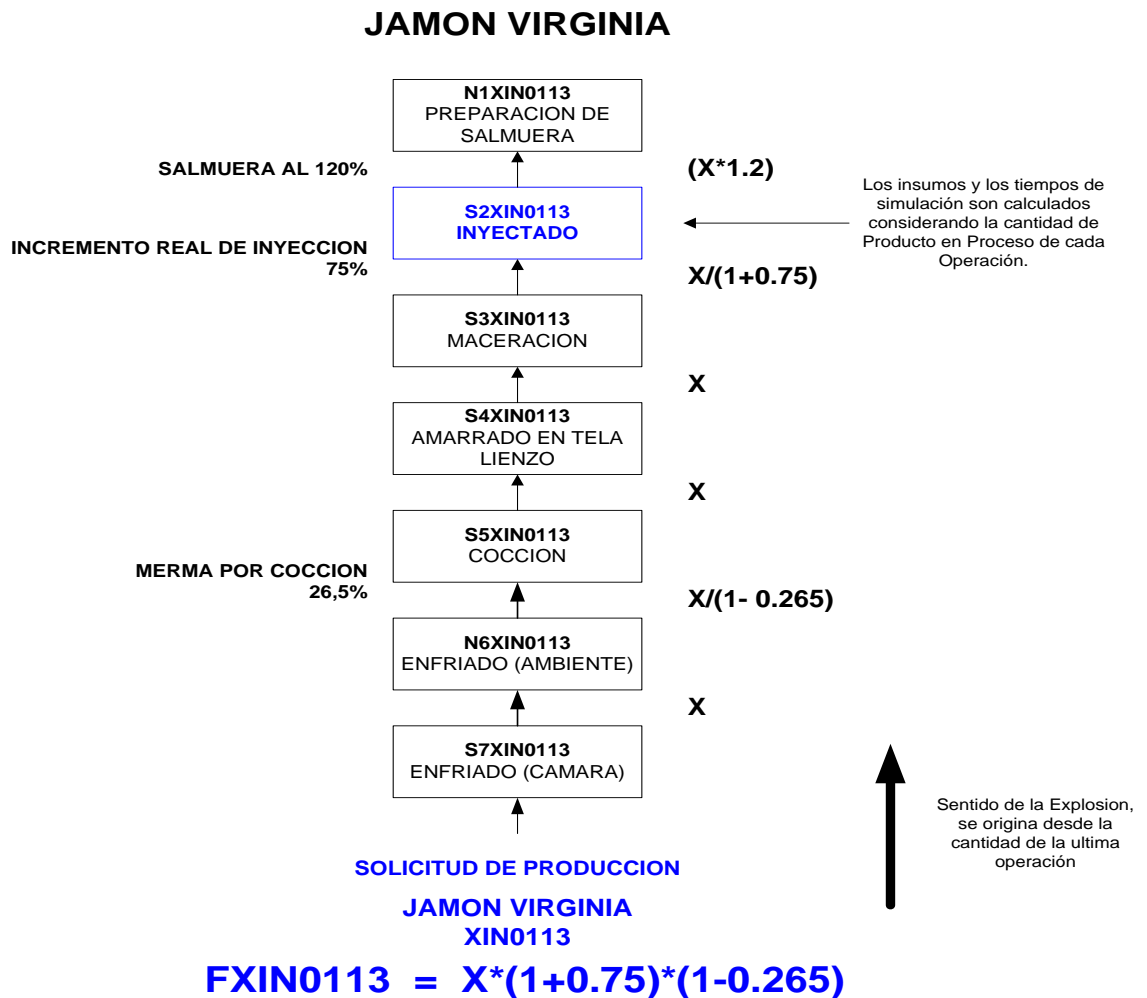 JAMON VIRGINIA
N1XIN0113
PREPARACION DE
SALMUERA
SALMUERA AL 120%
(X*1.2)
S2XIN0113
INYECTADO
Los insumos y los tiempos de
simulación son calculados
considerando la cantidad de
Producto en Proceso de cada
Operación.
INCREMENTO REAL DE INYECCION
75%
X/(1+0.75)
S3XIN0113
MACERACION
X
S4XIN0113
AMARRADO EN TELA
LIENZO
X
S5XIN0113
COCCION
MERMA POR COCCION
26,5%
X/(1- 0.265)
N6XIN0113
ENFRIADO (AMBIENTE)
X
S7XIN0113
ENFRIADO (CAMARA)
Sentido de la Explosion,
se origina desde la
cantidad de la ultima
operación
SOLICITUD DE PRODUCCION
JAMON VIRGINIA
XIN0113
FXIN0113 = X*(1+0.75)*(1-0.265)